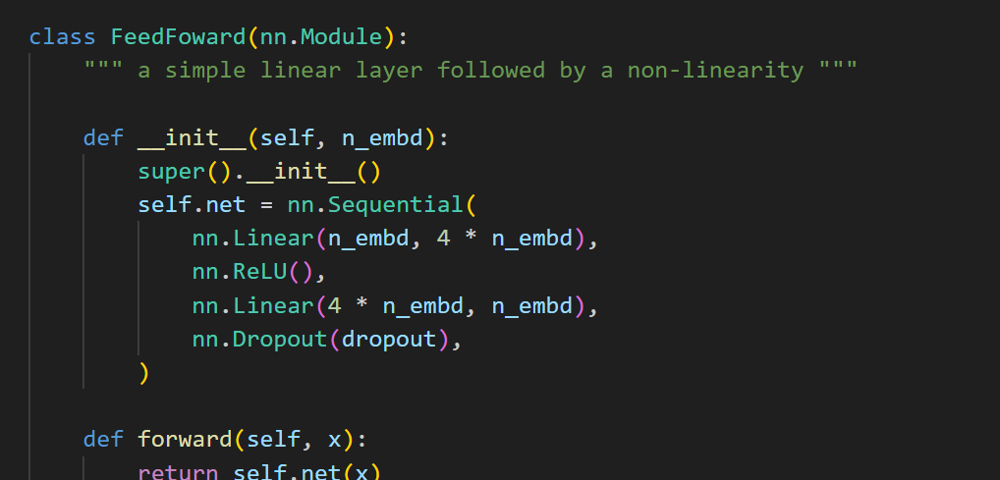 class FeedFoward(nn.Module):
    """ a simple linear layer followed by a non-linearity """

    def __init__(self, n_embd):
        super().__init__()
        self.net = nn.Sequential(
            nn.Linear(n_embd, 4 * n_embd),
            nn.ReLU(),
            nn.Linear(4 * n_embd, n_embd),
            nn.Dropout(dropout),
        )

    def forward(self, x):
        return self.net(x)